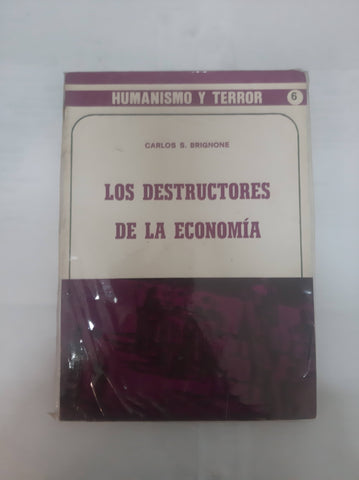 HUMANISMO Y TERROR 6
CARLOS S. BRIGNONE
LOS DESTRUCTORES
DE LA ECONOMÍA